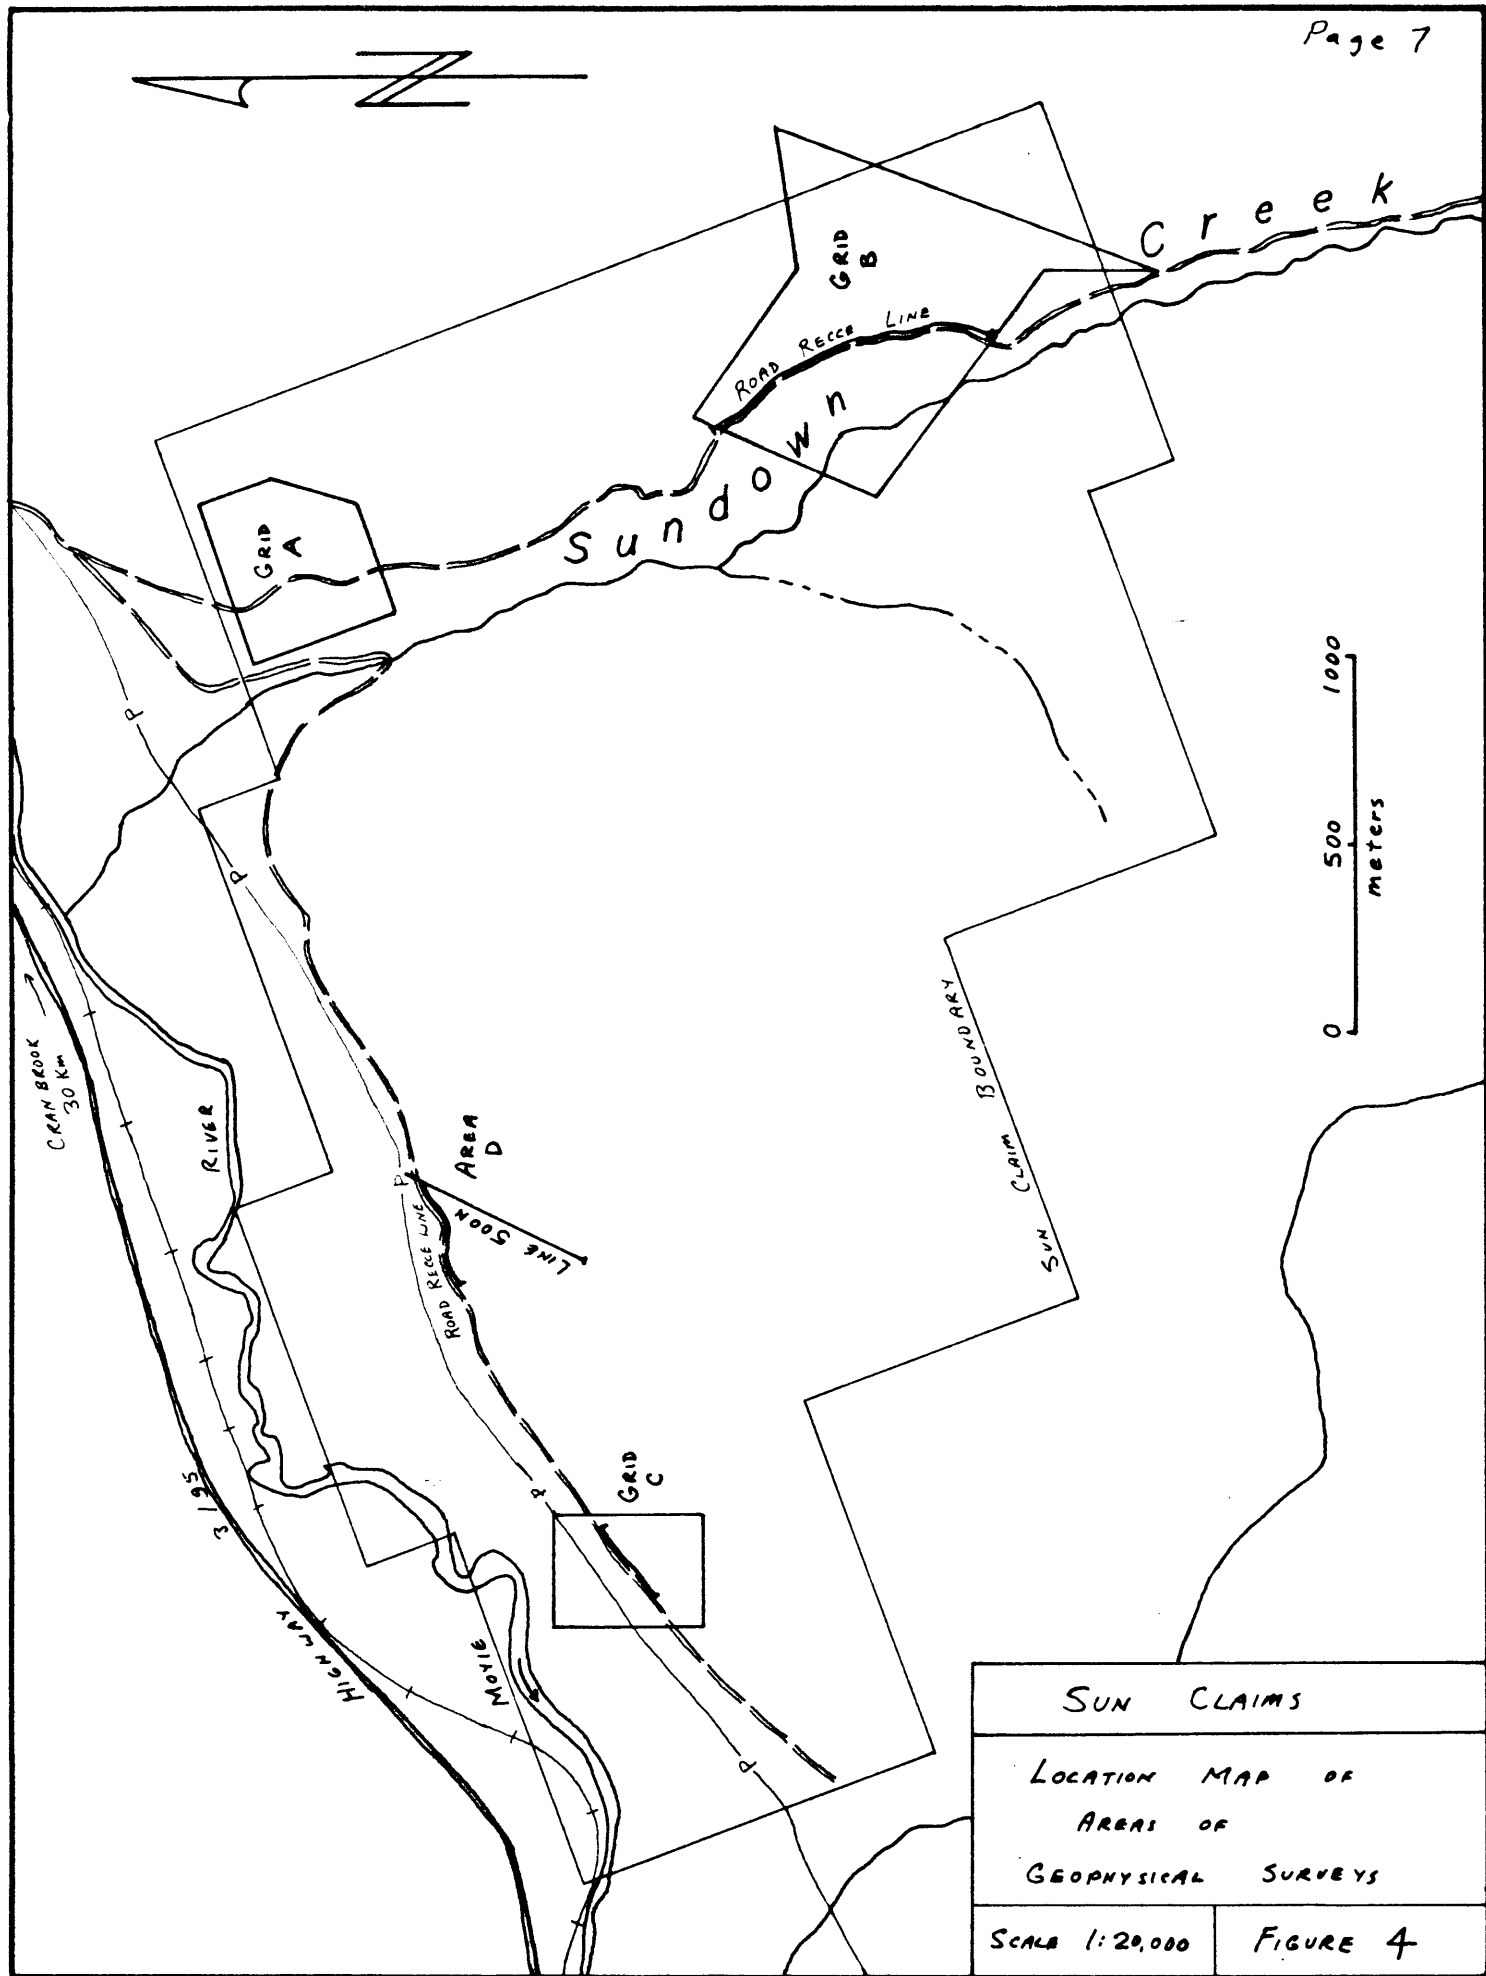 Page 7
N
Creek
GRID
B
ROAD RECCE LINE
Sundown
GRID
A
P
P
CRANBROOK
30 Km
RIVER
P
AREA
D
LINE 500N
ROAD RECCE LINE
SUN CLAIM BOUNDARY
0 500 1000
meters
3 / 95
HIGHWAY
P
GRID
C
MOYIE
P
SUN CLAIMS
LOCATION MAP OF
AREAS OF
GEOPHYSICAL SURVEYS
SCALE 1:20,000
FIGURE 4